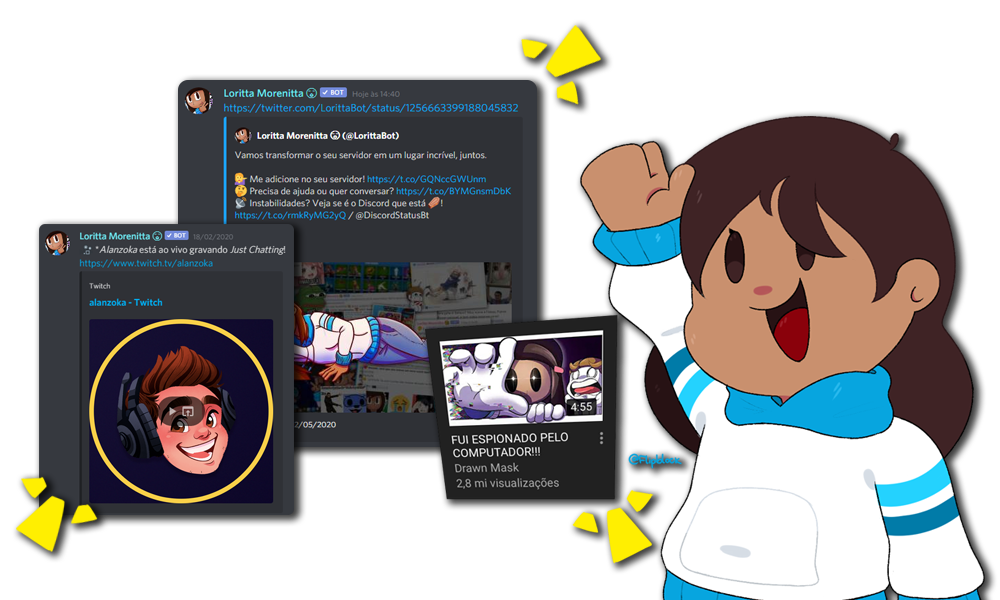 Loritta Morenitta BOT Hoje às 14:40
https://twitter.com/LorittaBot/status/1256663399188045832
Loritta Morenitta (@LorittaBot)
Vamos transformar o seu servidor em um lugar incrível, juntos.
Me adicione no seu servidor! https://t.co/GQNccGWUnm
Precisa de ajuda ou quer conversar? https://t.co/BYMGnsmDbK
Instabilidades? Veja se é o Discord que está !
https://t.co/rmkRyMG2yQ / @DiscordStatusBt
2/05/2020
Loritta Morenitta BOT 18/02/2020
*Alanzoka está ao vivo gravando Just Chatting!
https://www.twitch.tv/alanzoka
Twitch
alanzoka - Twitch
4:55
FUI ESPIONADO PELO
COMPUTADOR!!!
Drawn Mask
2,8 mi visualizações